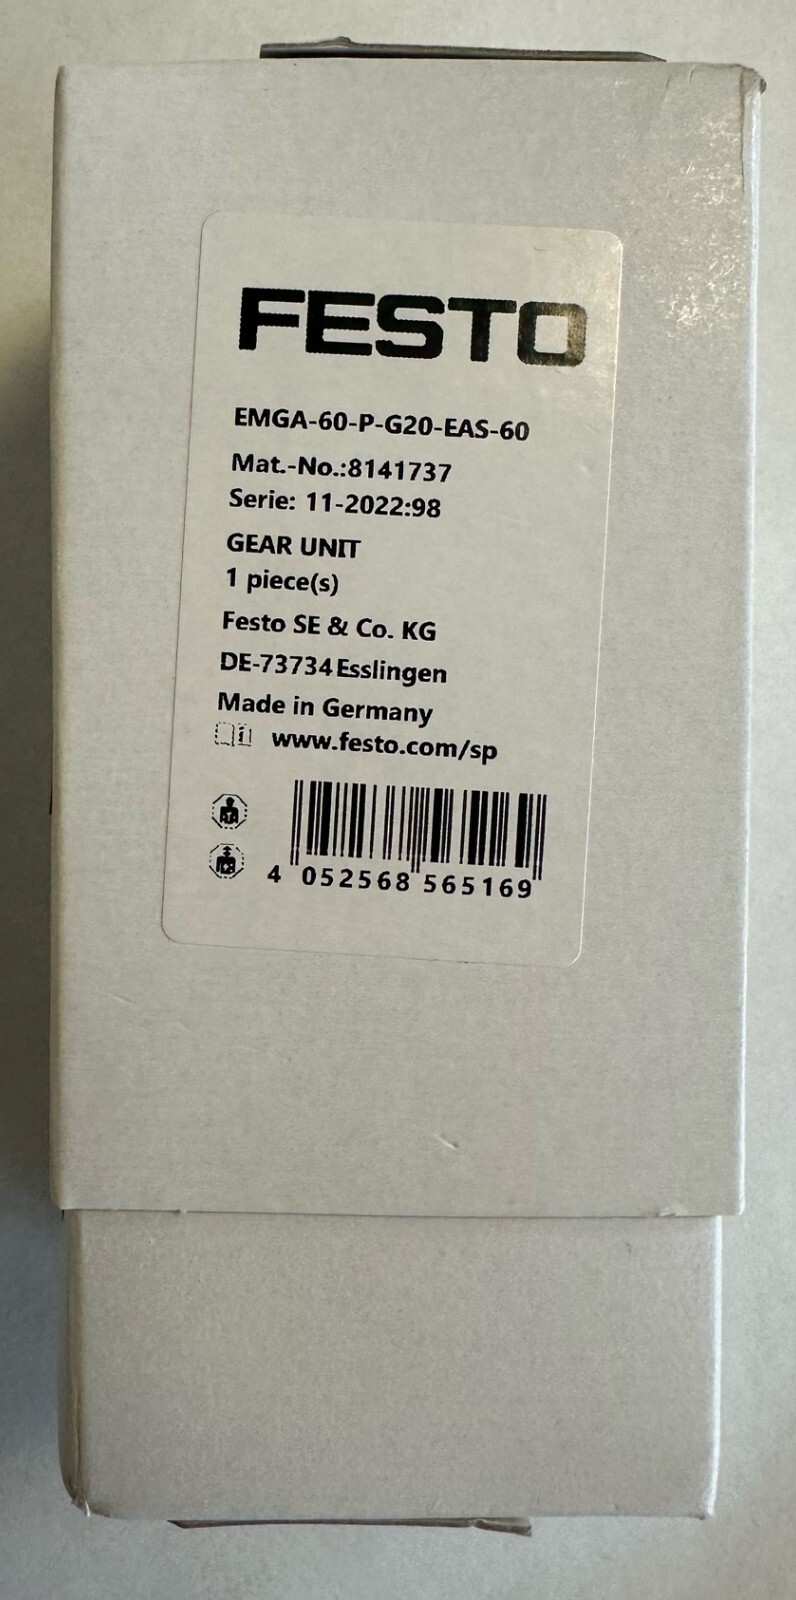 FESTO
EMGA-60-P-G20-EAS-60
Mat.-No.:8141737
Serie: 11-2022:98
GEAR UNIT
1 piece(s)
Festo SE & Co. KG
DE-73734 Esslingen
Made in Germany
www.festo.com/sp
4 052568 565169